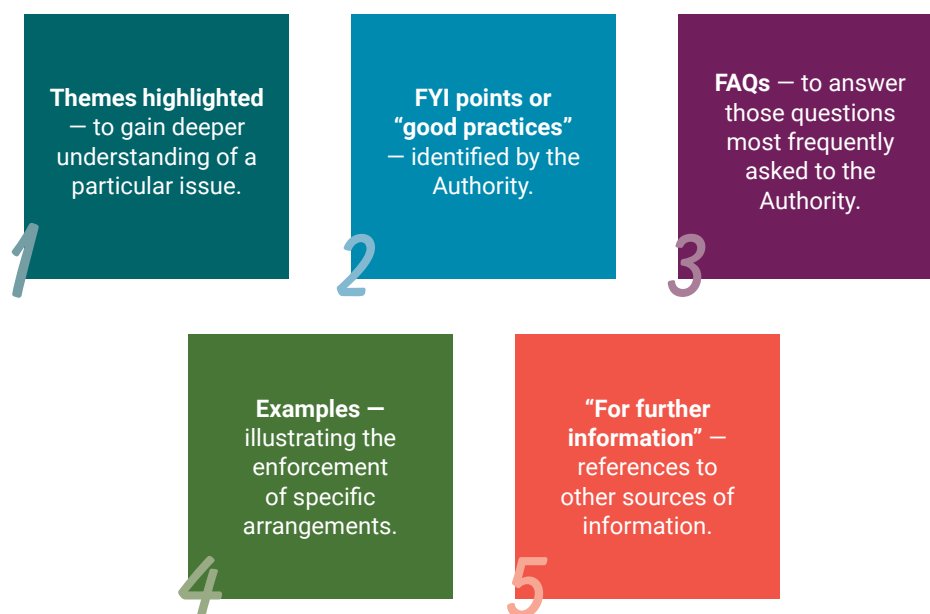 Themes highlighted
— to gain deeper
understanding of a
particular issue.
1
FYI points or
“good practices”
— identified by the
Authority.
2
FAQs — to answer
those questions
most frequently
asked to the
Authority.
3
Examples —
illustrating the
enforcement
of specific
arrangements.
4
“For further
information” —
references to
other sources of
information.
5